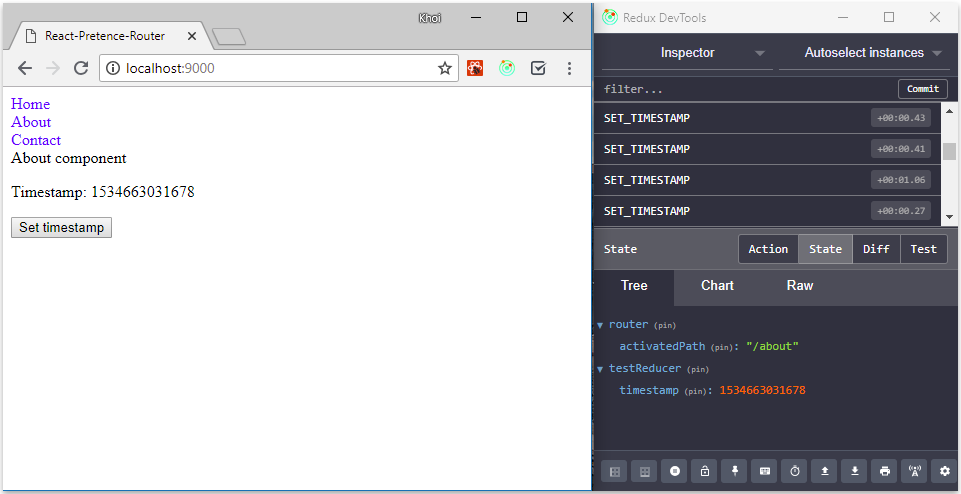 Khoi
React-Pretence-Router
localhost:9000
Home
About
Contact
About component
Timestamp: 1534663031678
Set timestamp
Redux DevTools
Inspector
Autoselect instances
filter...
Commit
SET_TIMESTAMP +00:00.43
SET_TIMESTAMP +00:00.41
SET_TIMESTAMP +00:01.06
SET_TIMESTAMP +00:00.27
State
Action State Diff Test
Tree Chart Raw
router (pin)
activatedPath (pin): "/about"
testReducer (pin)
timestamp (pin): 1534663031678